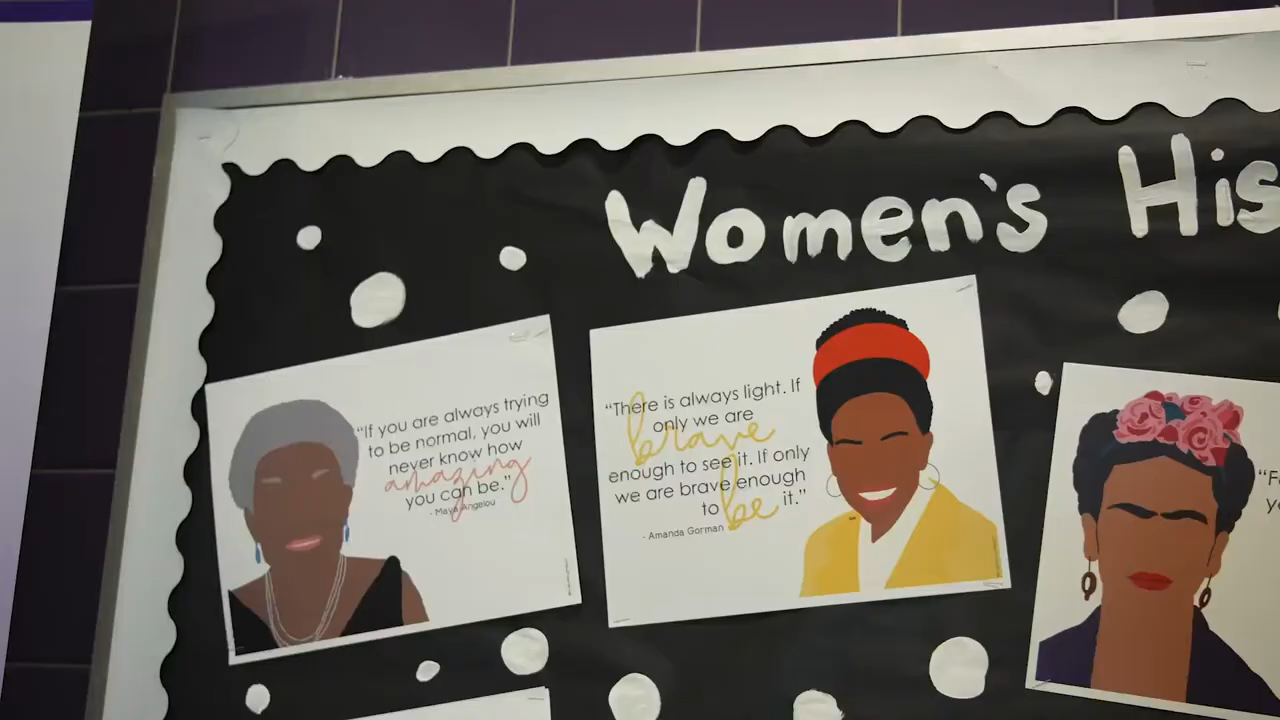 Women's His
"If you are always trying
to be normal, you will
never know how
amazing
you can be."
- Maya Angelou
"There is always light. If
only we are
brave
enough to see it. If only
we are brave enough
to be it."
- Amanda Gorman